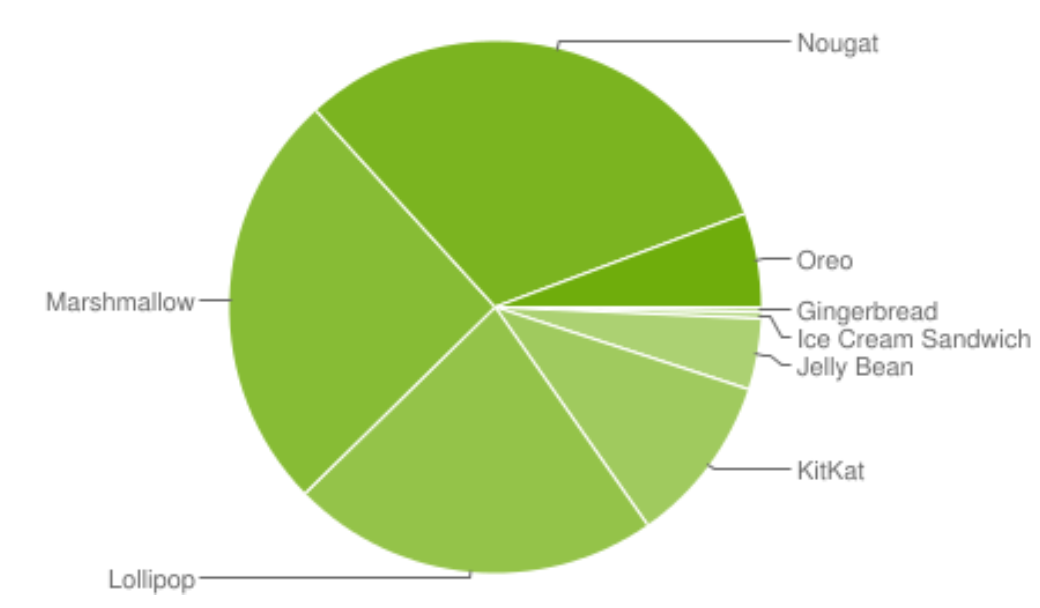 Nougat
Oreo
Gingerbread
Marshmallow
Ice Cream Sandwich
Jelly Bean
KitKat
Lollipop